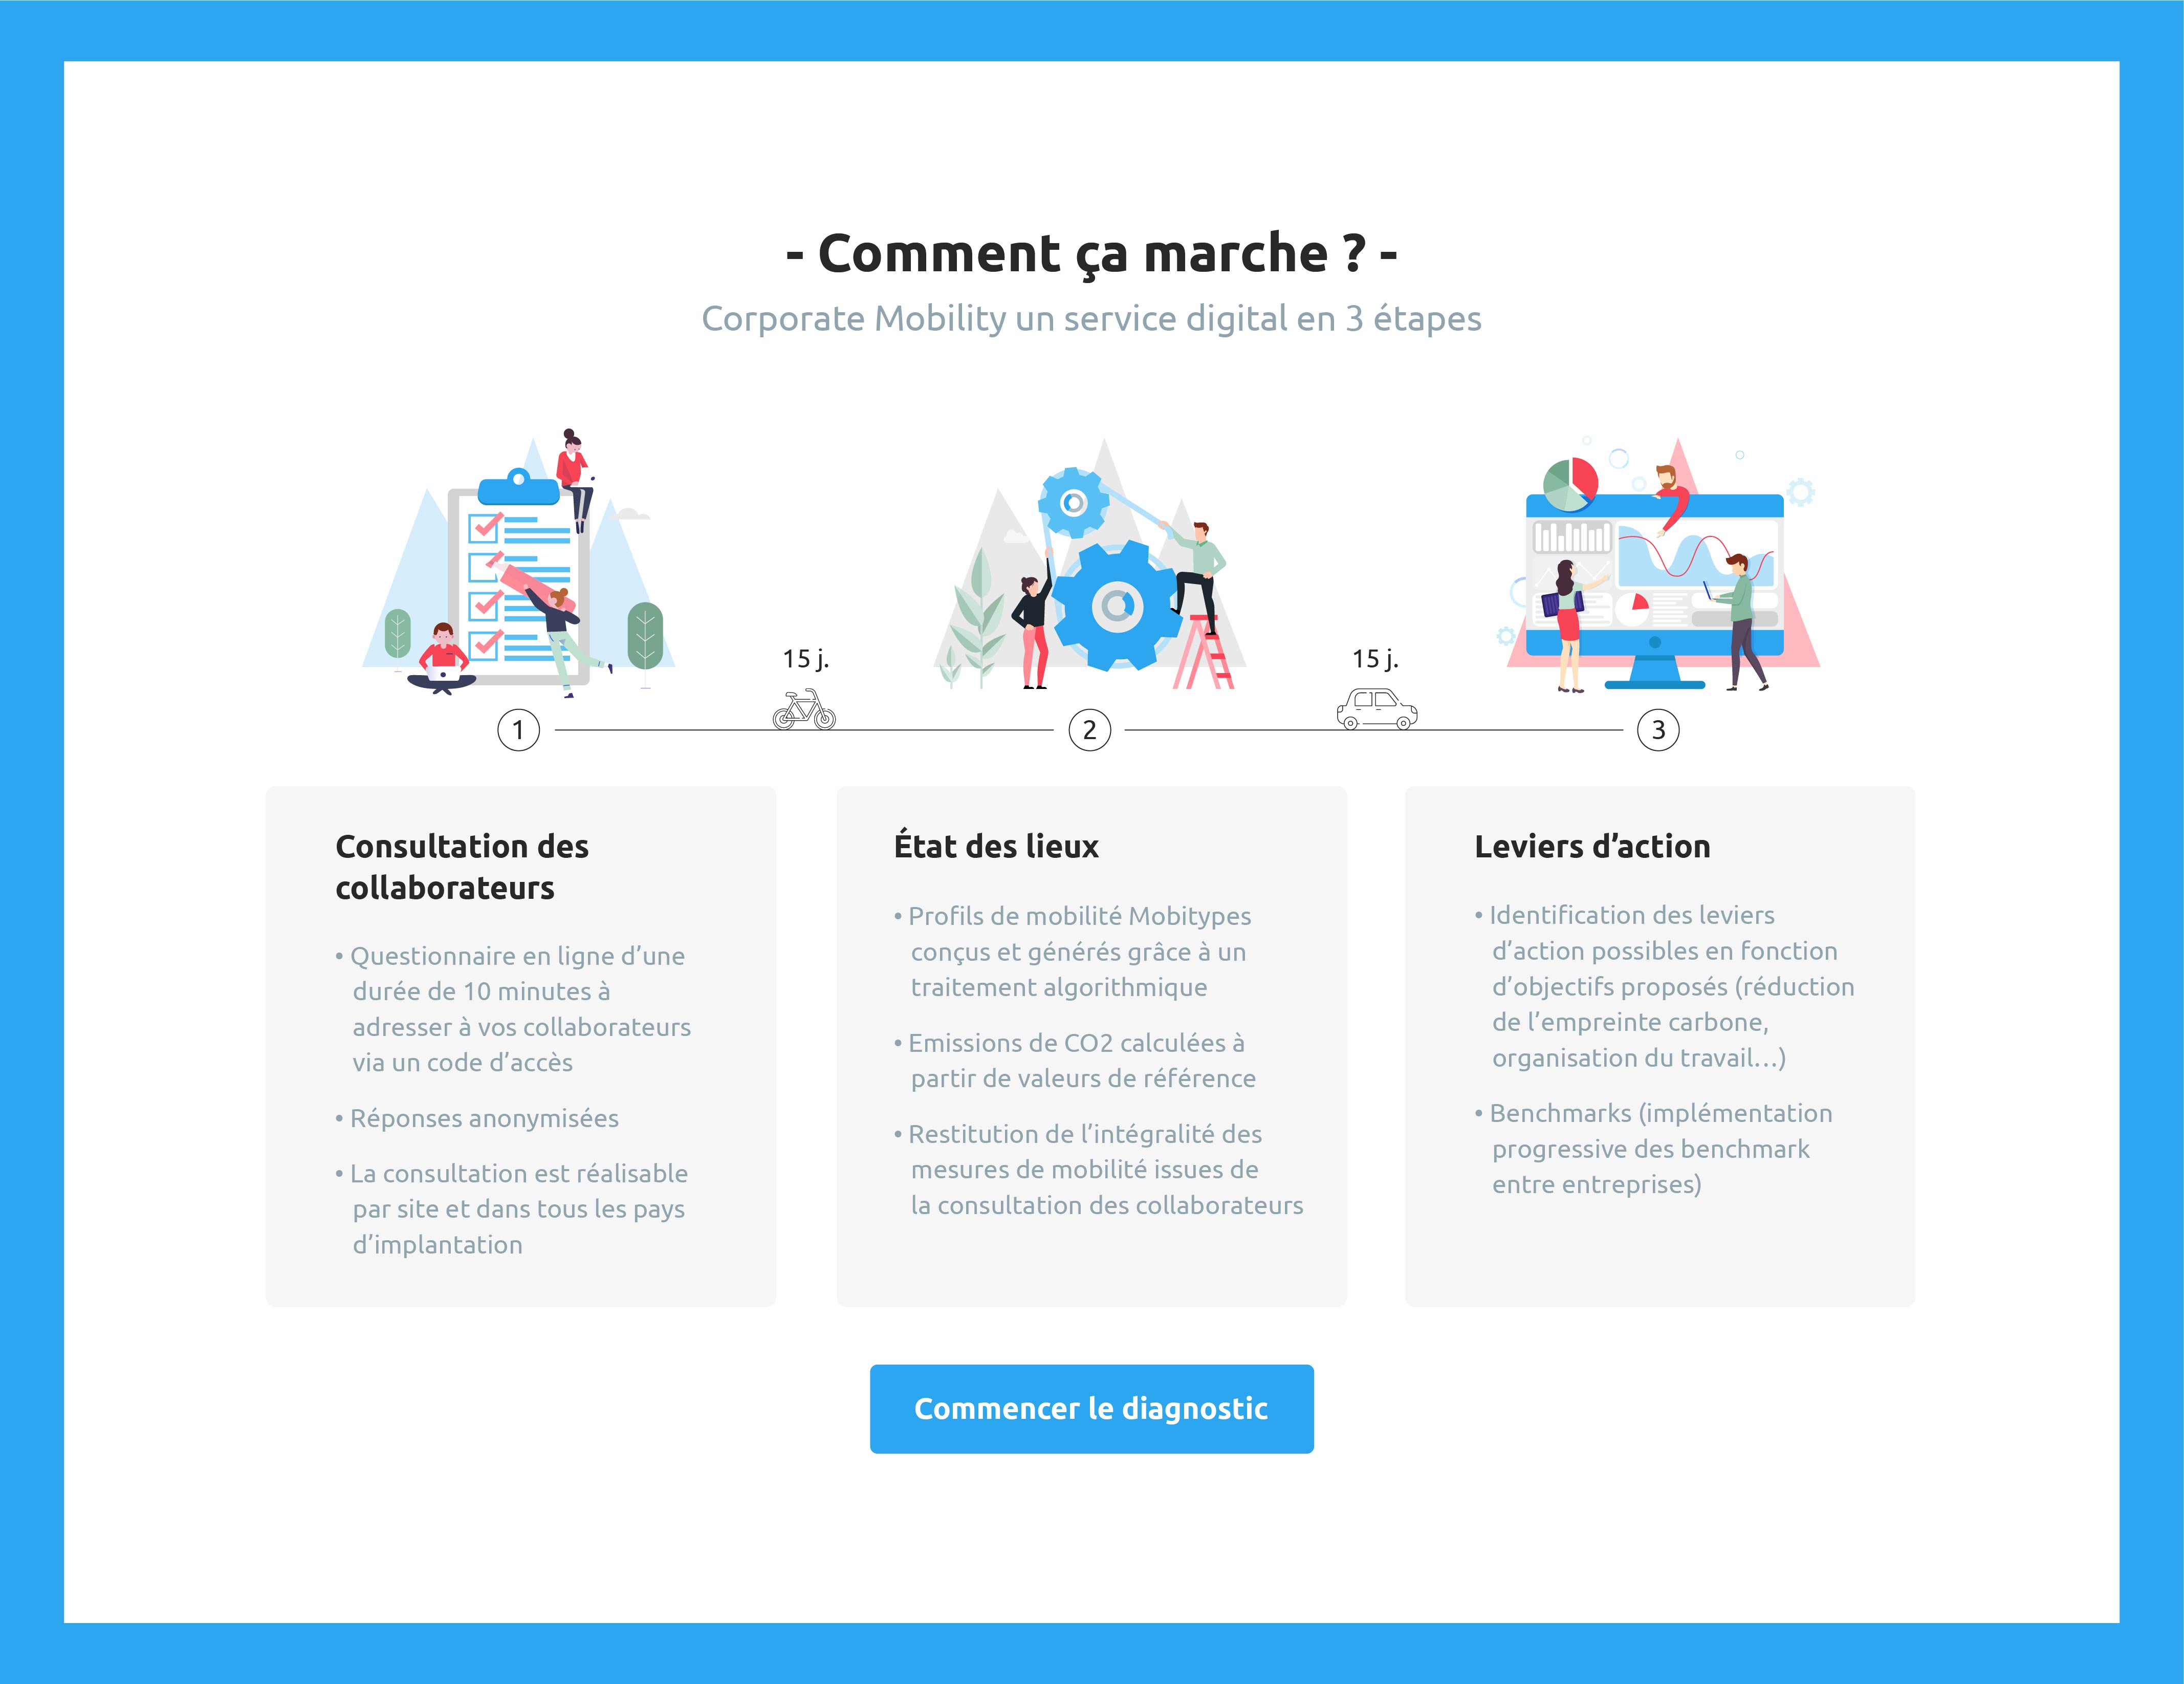 - Comment ça marche ? -
Corporate Mobility un service digital en 3 étapes
15 j.
15 j.
1
2
3
Consultation des
collaborateurs
• Questionnaire en ligne d’une
durée de 10 minutes à
adresser à vos collaborateurs
via un code d’accès
• Réponses anonymisées
• La consultation est réalisable
par site et dans tous les pays
d’implantation
État des lieux
• Profils de mobilité Mobitypes
conçus et générés grâce à un
traitement algorithmique
• Emissions de CO2 calculées à
partir de valeurs de référence
• Restitution de l’intégralité des
mesures de mobilité issues de
la consultation des collaborateurs
Leviers d’action
• Identification des leviers
d’action possibles en fonction
d’objectifs proposés (réduction
de l’empreinte carbone,
organisation du travail...)
• Benchmarks (implémentation
progressive des benchmark
entre entreprises)
Commencer le diagnostic